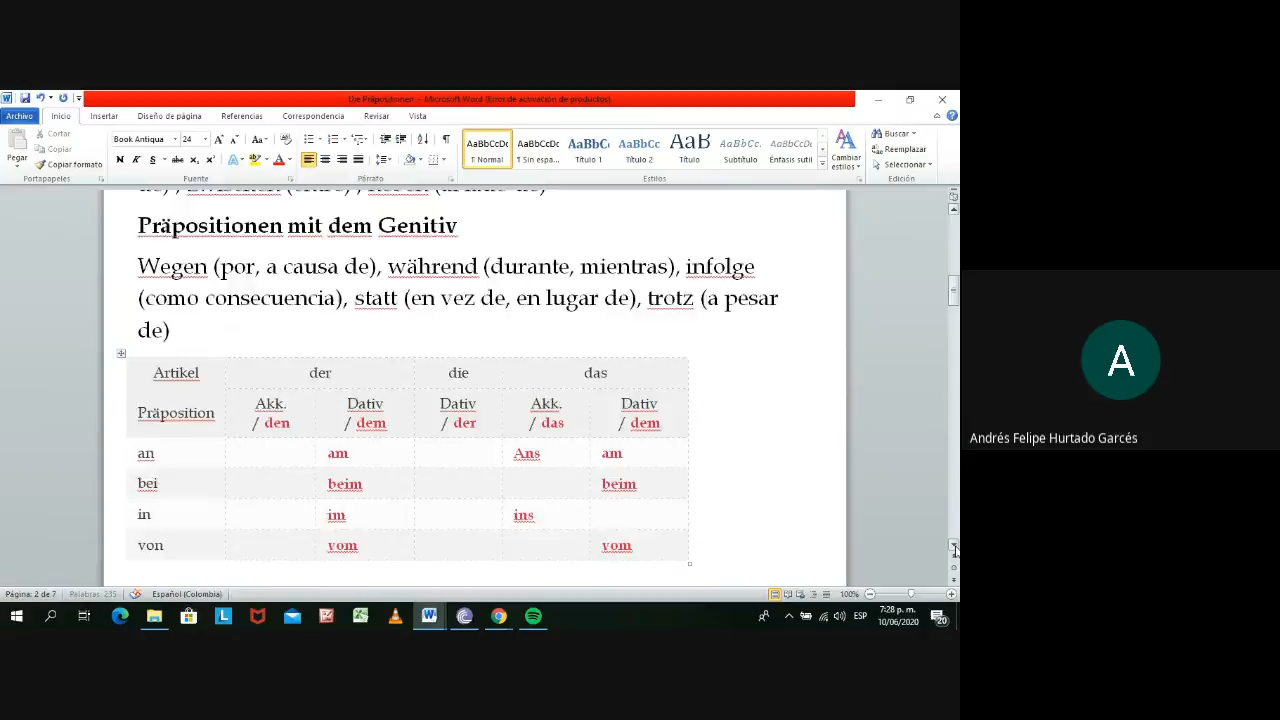 Die Präpositionen - Microsoft Word (Error de activación de productos)
Archivo Inicio Insertar Diseño de página Referencias Correspondencia Revisar Vista
Pegar
Cortar
Copiar
Copiar formato
Portapapeles
Book Antiqua 24
Fuente
Párrafo
AaBbCcDc AaBbCcDc AaBbC AaBbCc AaB AaBbCc. AaBbCcDc
¶ Normal ¶ Sin espa... Título 1 Título 2 Título Subtítulo Énfasis sutil
Estilos
Cambiar estilos
Buscar
Reemplazar
Seleccionar
Edición
Präpositionen mit dem Genitiv
Wegen (por, a causa de), während (durante, mientras), infolge
(como consecuencia), statt (en vez de, en lugar de), trotz (a pesar
de)
Artikel der die das
Präposition Akk. / den Dativ / dem Dativ / der Akk. / das Dativ / dem
an am Ans am
bei beim beim
in im ins
von vom vom
Página: 2 de 7 Palabras: 235 Español (Colombia) 100%
ESP 7:28 p. m.
10/06/2020 20
A
Andrés Felipe Hurtado Garcés